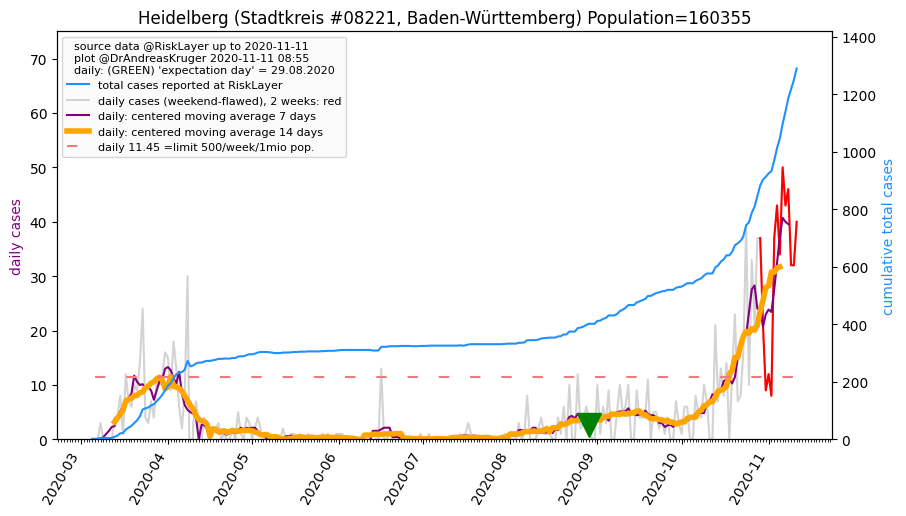 Heidelberg (Stadtkreis #08221, Baden-Württemberg) Population=160355
source data @RiskLayer up to 2020-11-11
plot @DrAndreasKruger 2020-11-11 08:55
daily: (GREEN) 'expectation day' = 29.08.2020
total cases reported at RiskLayer
daily cases (weekend-flawed), 2 weeks: red
daily: centered moving average 7 days
daily: centered moving average 14 days
daily 11.45 =limit 500/week/1mio pop.
daily cases
70
60
50
40
30
20
10
0
1400
1200
1000
800
600
400
200
0
cumulative total cases
2020-03
2020-04
2020-05
2020-06
2020-07
2020-08
2020-09
2020-10
2020-11